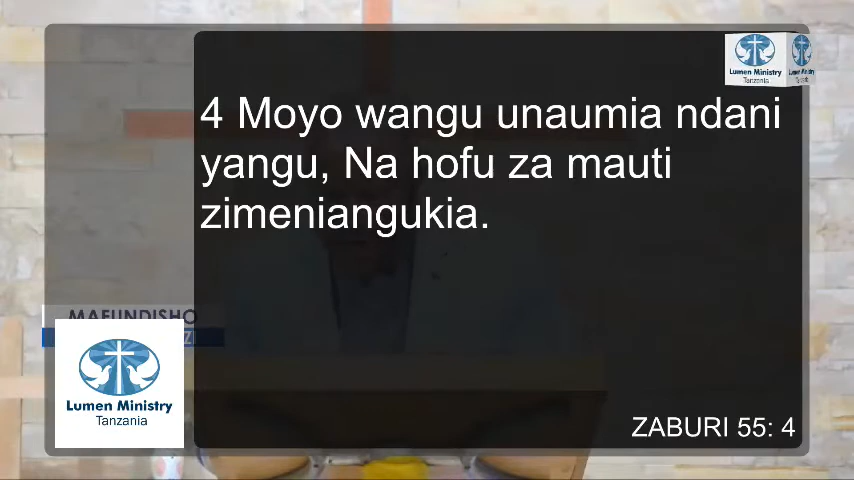 Lumen Ministry
Tanzania
4 Moyo wangu unaumia ndani
yangu, Na hofu za mauti
zimeniangukia.
MAFUNDISHO
Lumen Ministry
Tanzania
ZABURI 55: 4